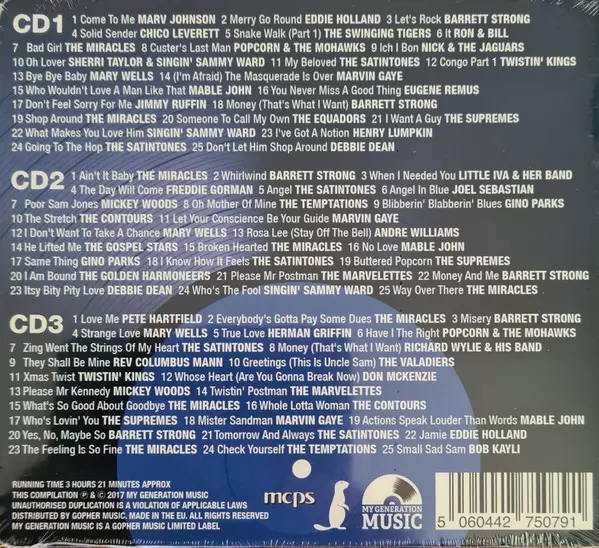 CD1 1 Come To Me MARV JOHNSON 2 Merry Go Round EDDIE HOLLAND 3 Let's Rock BARRETT STRONG
4 Solid Sender CHICO LEVERETT 5 Snake Walk (Part 1) THE SWINGING TIGERS 6 It RON & BILL
7 Bad Girl THE MIRACLES 8 Custer's Last Man POPCORN & THE MOHAWKS 9 Ich I Bon NICK & THE JAGUARS
10 Oh Lover SHERRI TAYLOR & SINGIN' SAMMY WARD 11 My Beloved THE SATINTONES 12 Congo Part 1 TWISTIN' KINGS
13 Bye Bye Baby MARY WELLS 14 (I'm Afraid) The Masquerade Is Over MARVIN GAYE
15 Who Wouldn't Love A Man Like That MABLE JOHN 16 You Never Miss A Good Thing EUGENE REMUS
17 Don't Feel Sorry For Me JIMMY RUFFIN 18 Money (That's What I Want) BARRETT STRONG
19 Shop Around THE MIRACLES 20 Someone To Call My Own THE EQUADORS 21 I Want A Guy THE SUPREMES
22 What Makes You Love Him SINGIN' SAMMY WARD 23 I've Got A Notion HENRY LUMPKIN
24 Going To The Hop THE SATINTONES 25 Don't Let Him Shop Around DEBBIE DEAN
CD2 1 Ain't It Baby THE MIRACLES 2 Whirlwind BARRETT STRONG 3 When I Needed You LITTLE IVA & HER BAND
4 The Day Will Come FREDDIE GORMAN 5 Angel THE SATINTONES 6 Angel In Blue JOEL SEBASTIAN
7 Poor Sam Jones MICKEY WOODS 8 Oh Mother Of Mine THE TEMPTATIONS 9 Blibberin' Blabberin' Blues GINO PARKS
10 The Stretch THE CONTOURS 11 Let Your Conscience Be Your Guide MARVIN GAYE
12 I Don't Want To Take A Chance MARY WELLS 13 Rosa Lee (Stay Off The Bell) ANDRE WILLIAMS
14 He Lifted Me THE GOSPEL STARS 15 Broken Hearted THE MIRACLES 16 No Love MABLE JOHN
17 Same Thing GINO PARKS 18 I Know How It Feels THE SATINTONES 19 Buttered Popcorn THE SUPREMES
20 I Am Bound THE GOLDEN HARMONEERS 21 Please Mr Postman THE MARVELETTES 22 Money And Me BARRETT STRONG
23 Itsy Bity Pity Love DEBBIE DEAN 24 Who's The Fool SINGIN' SAMMY WARD 25 Way Over There THE MIRACLES
CD3 1 Love Me PETE HARTFIELD 2 Everybody's Gotta Pay Some Dues THE MIRACLES 3 Misery BARRETT STRONG
4 Strange Love MARY WELLS 5 True Love HERMAN GRIFFIN 6 Have I The Right POPCORN & THE MOHAWKS
7 Zing Went The Strings Of My Heart THE SATINTONES 8 Money (That's What I Want) RICHARD WYLIE & HIS BAND
9 They Shall Be Mine REV COLUMBUS MANN 10 Greetings (This Is Uncle Sam) THE VALADIERS
11 Xmas Twist TWISTIN' KINGS 12 Whose Heart (Are You Gonna Break Now) DON MCKENZIE
13 Please Mr Kennedy MICKEY WOODS 14 Twistin' Postman THE MARVELETTES
15 What's So Good About Goodbye THE MIRACLES 16 Whole Lotta Woman THE CONTOURS
17 Who's Lovin' You THE SUPREMES 18 Mister Sandman MARVIN GAYE 19 Actions Speak Louder Than Words MABLE JOHN
20 Yes, No, Maybe So BARRETT STRONG 21 Tomorrow And Always THE SATINTONES 22 Jamie EDDIE HOLLAND
23 The Feeling Is So Fine THE MIRACLES 24 Check Yourself THE TEMPTATIONS 25 Small Sad Sam BOB KAYLI
RUNNING TIME 3 HOURS 21 MINUTES APPROX
THIS COMPILATION ℗ & © 2017 MY GENERATION MUSIC
UNAUTHORISED DUPLICATION IS A VIOLATION OF APPLICABLE LAWS
DISTRIBUTED BY GOPHER MUSIC. MADE IN THE EU. ALL RIGHTS RESERVED
MY GENERATION MUSIC IS A GOPHER MUSIC LIMITED LABEL
mcps
MY GENERATION
MUSIC
5 060442 750791